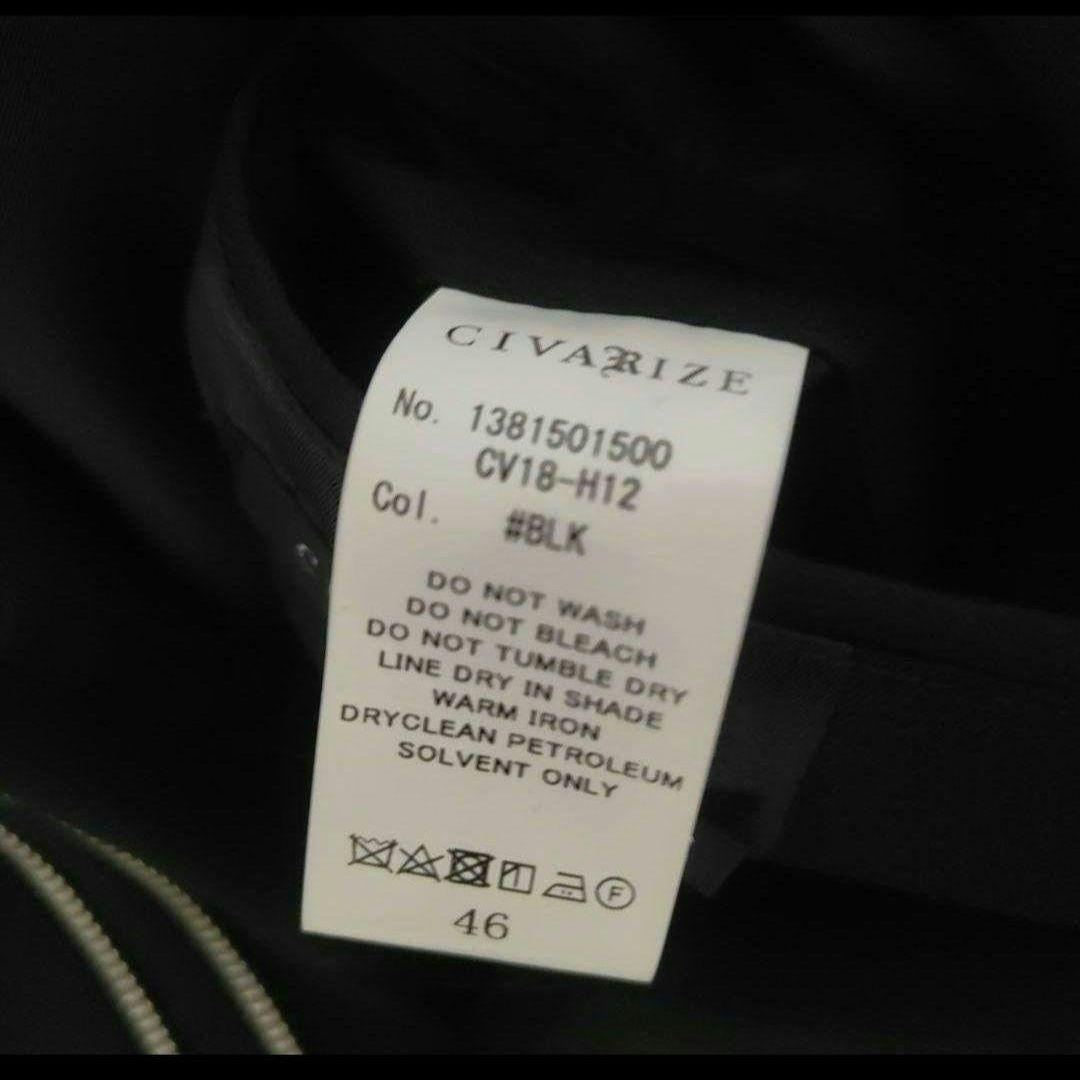 CIVARIZE
No. 1381501500
CV18-H12
Col. #BLK
DO NOT WASH
DO NOT BLEACH
DO NOT TUMBLE DRY
LINE DRY IN SHADE
WARM IRON
DRYCLEAN PETROLEUM
SOLVENT ONLY
F
46